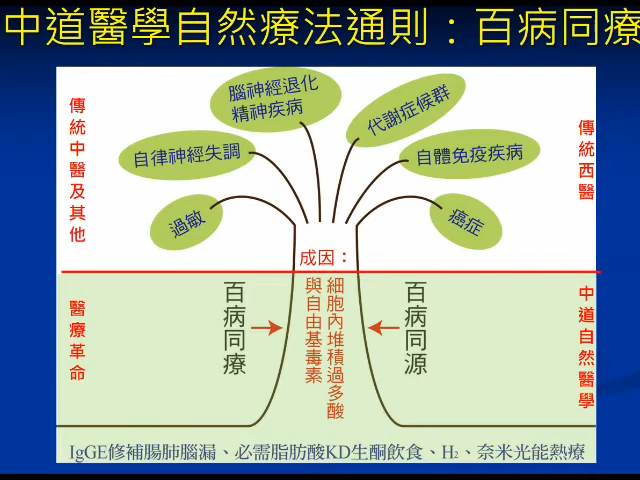 中道醫學自然療法通則：百病同療
傳統中醫及其他
腦神經退化
精神疾病
代謝症候群
傳統西醫
自律神經失調
自體免疫疾病
過敏
癌症
成因：
醫療革命
百病同療
細胞內堆積過多酸
與自由基毒素
百病同源
中道自然醫學
IgGE修補腸肺腦漏、必需脂肪酸KD生酮飲食、H₂、奈米光能熱療